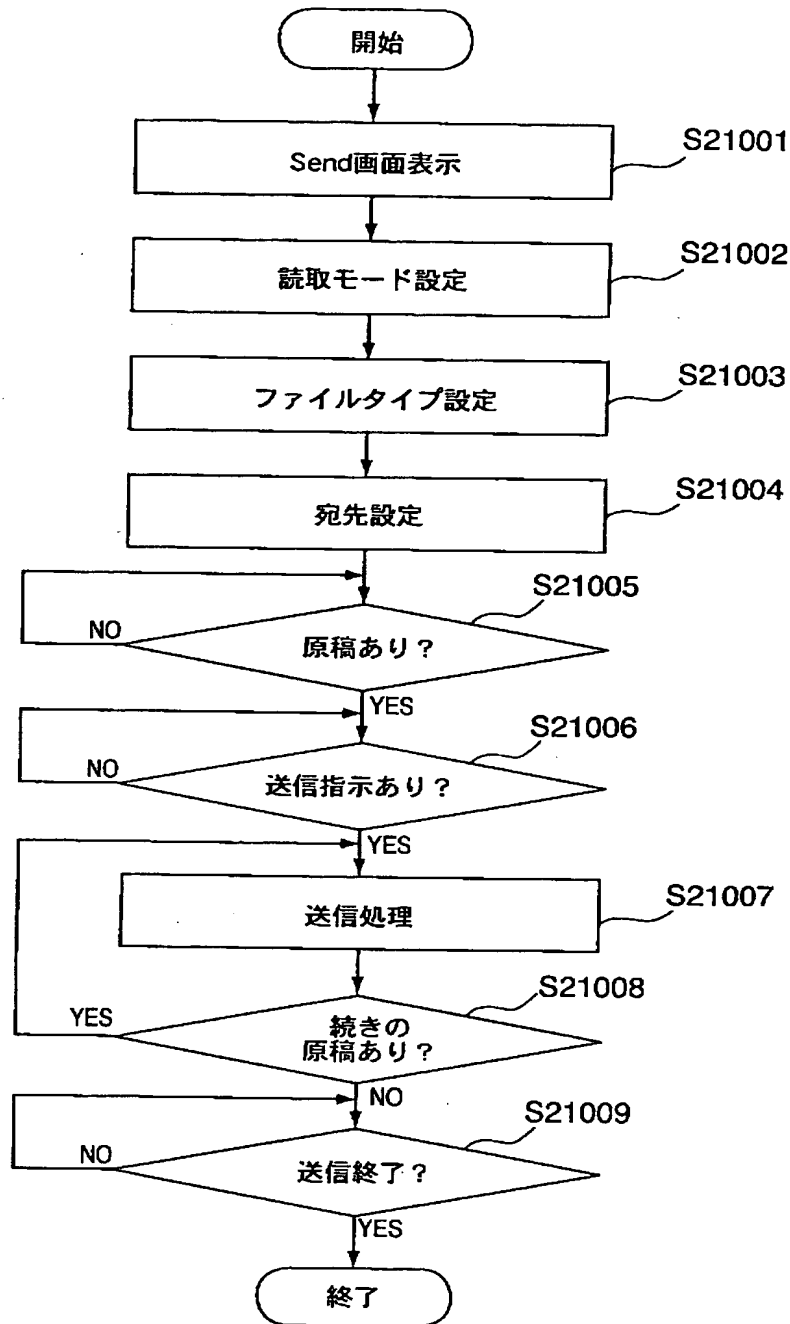 開始
Send画面表示
S21001
読取モード設定
S21002
ファイルタイプ設定
S21003
宛先設定
S21004
原稿あり？
S21005
NO
YES
送信指示あり？
S21006
NO
YES
送信処理
S21007
続きの
原稿あり？
S21008
YES
NO
送信終了？
S21009
NO
YES
終了